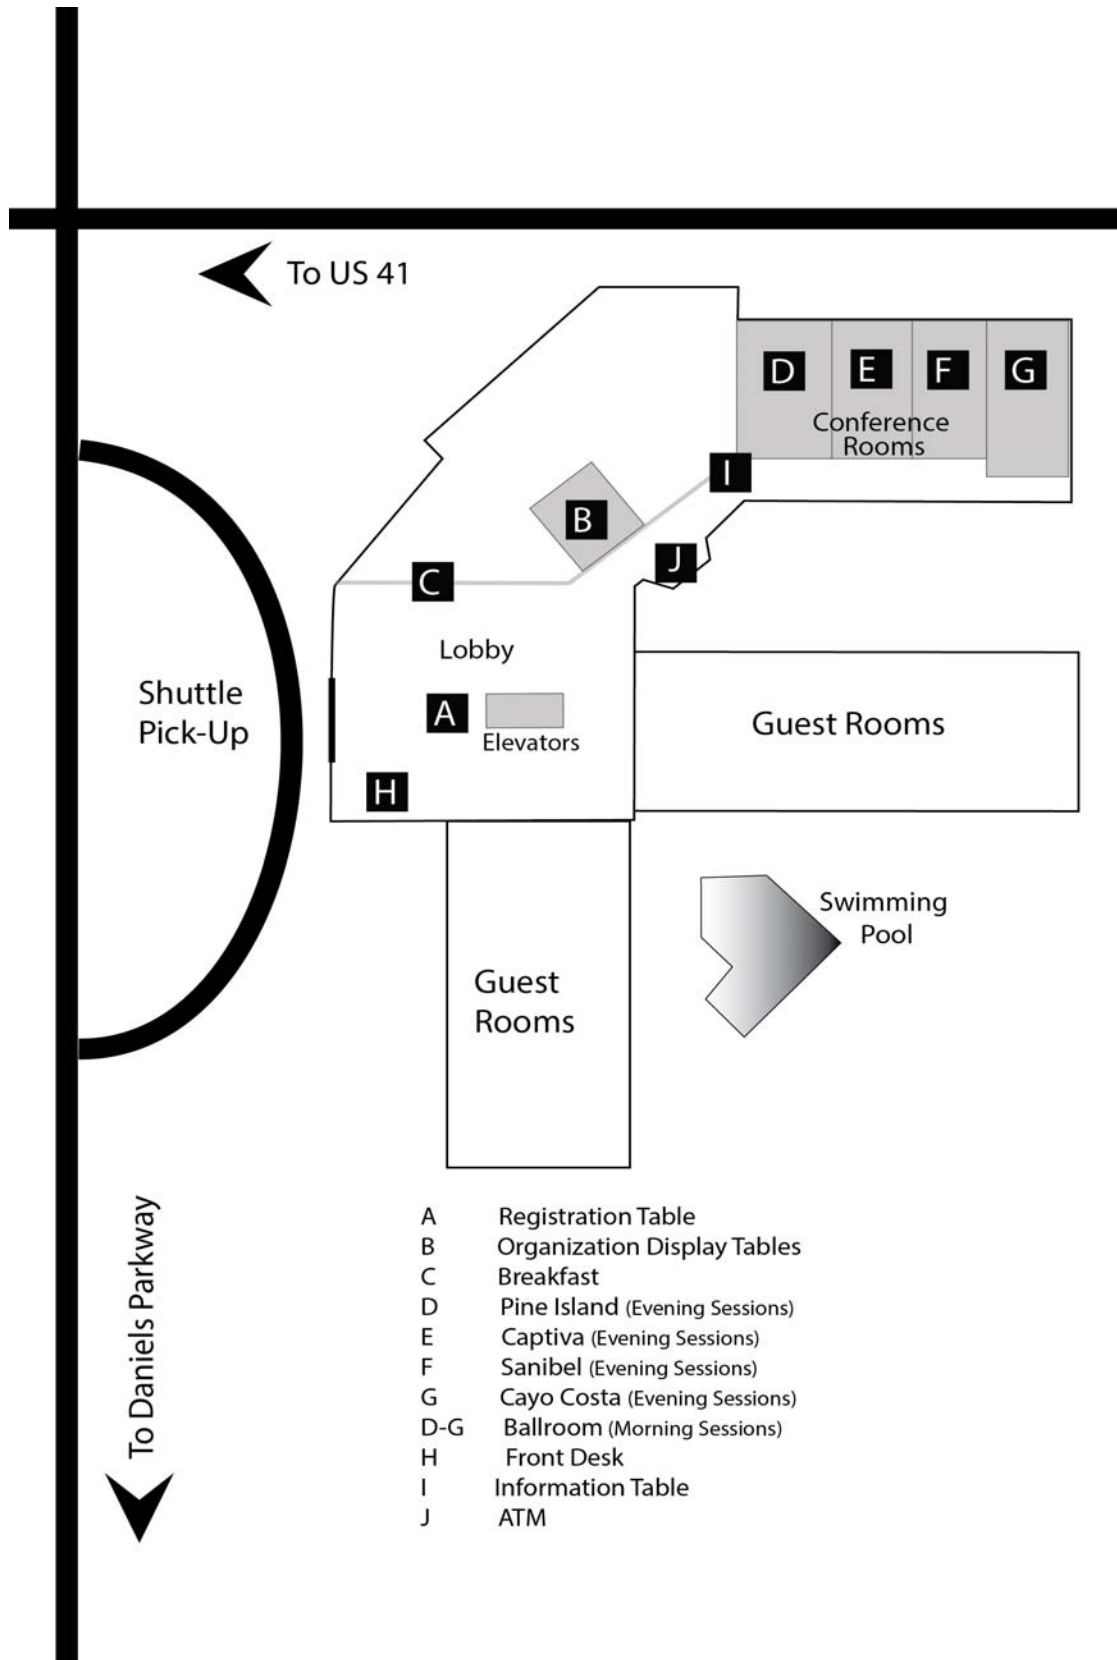 To US 41
D
E
F
G
Conference
Rooms
I
B
J
C
Lobby
Shuttle
Pick-Up
A
Elevators
Guest Rooms
H
Swimming
Pool
Guest
Rooms
To Daniels Parkway
A Registration Table
B Organization Display Tables
C Breakfast
D Pine Island (Evening Sessions)
E Captiva (Evening Sessions)
F Sanibel (Evening Sessions)
G Cayo Costa (Evening Sessions)
D-G Ballroom (Morning Sessions)
H Front Desk
I Information Table
J ATM